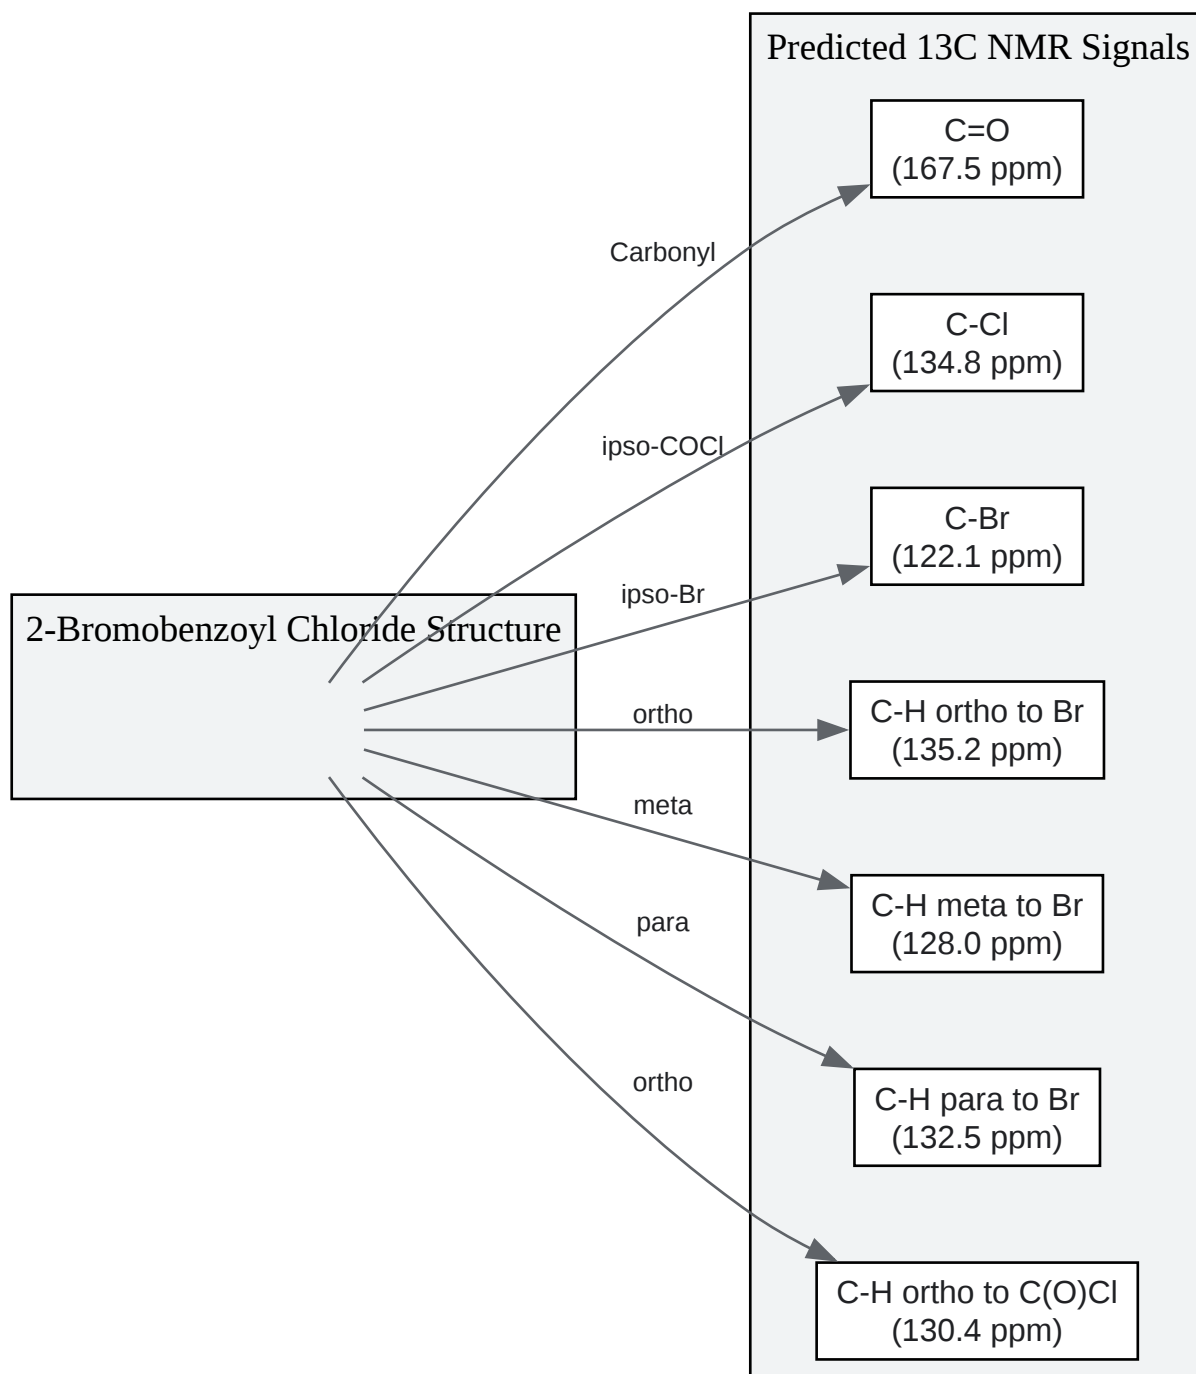 Predicted 13C NMR Signals
C=O
(167.5 ppm)
Carbonyl
C-Cl
(134.8 ppm)
ipso-COCl
C-Br
(122.1 ppm)
ipso-Br
2-Bromobenzoyl Chloride Structure
C-H ortho to Br
(135.2 ppm)
ortho
meta
C-H meta to Br
(128.0 ppm)
para
C-H para to Br
(132.5 ppm)
ortho
C-H ortho to C(O)Cl
(130.4 ppm)